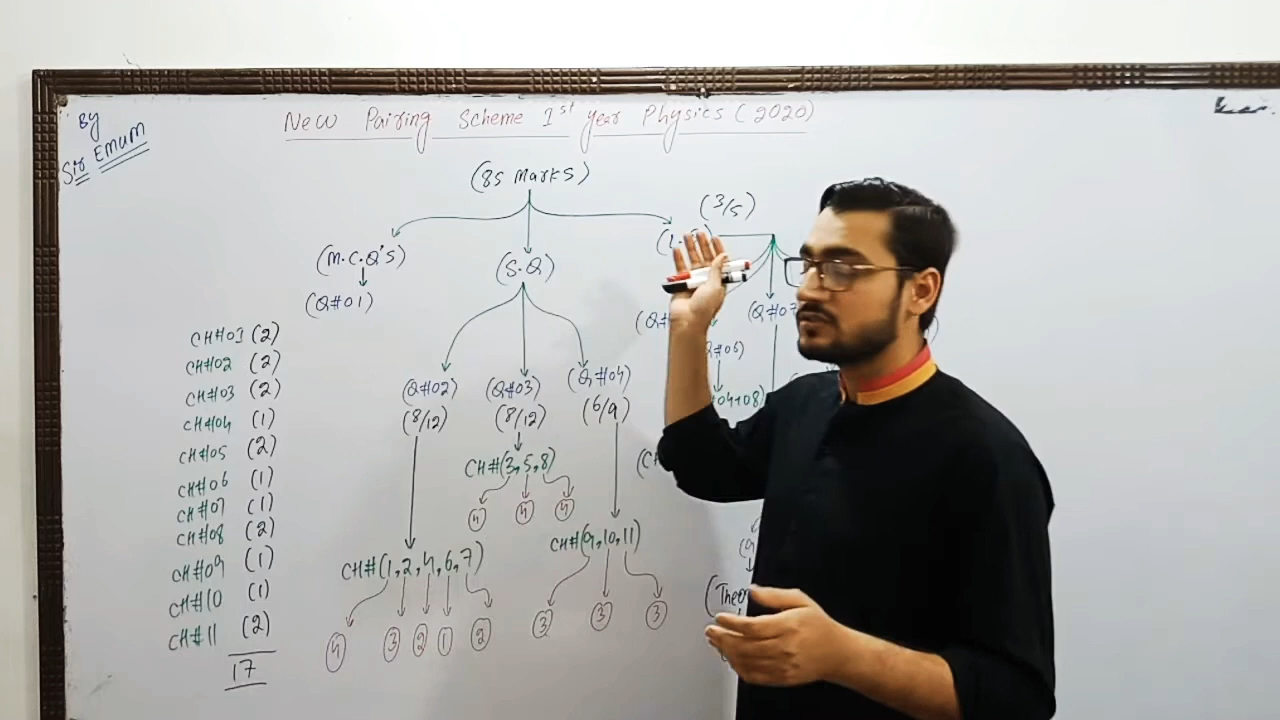 By
Sir EMUM
New Pairing Scheme 1st year Physics (2020)
(85 Marks)
(3/5)
(M.C.Q'S)
(S.Q)
(Q#01)
(Q#07
Q#06)
(Q#02)
(Q#03)
(Q#04)
(8/12)
(8/12)
(6/9)
04+08)
CH#(3,5,8)
4 4 4
CH#(9,10,11)
3 3 3
CH#(1,2,4,6,7)
4 3 2 1 2
CH#01 (2)
CH#02 (2)
CH#03 (2)
CH#04 (1)
CH#05 (2)
CH#06 (1)
CH#07 (1)
CH#08 (2)
CH#09 (1)
CH#10 (1)
CH#11 (2)
17